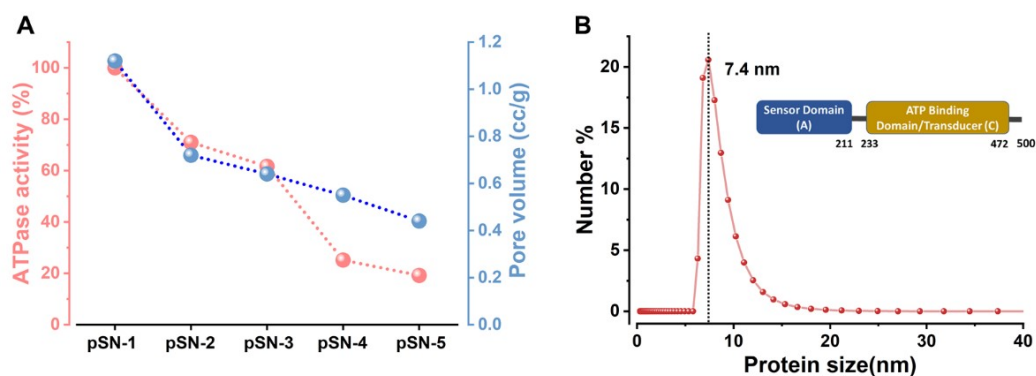 A
ATPase activity (%)
100
80
60
40
20
0
Pore volume (cc/g)
1.2
1.0
0.8
0.6
0.4
0.2
0.0
pSN-1 pSN-2 pSN-3 pSN-4 pSN-5
B
Number %
20
15
10
5
0
7.4 nm
Sensor Domain
(A)
ATP Binding
Domain/Transducer (C)
211 233 472 500
0 10 20 30 40
Protein size(nm)